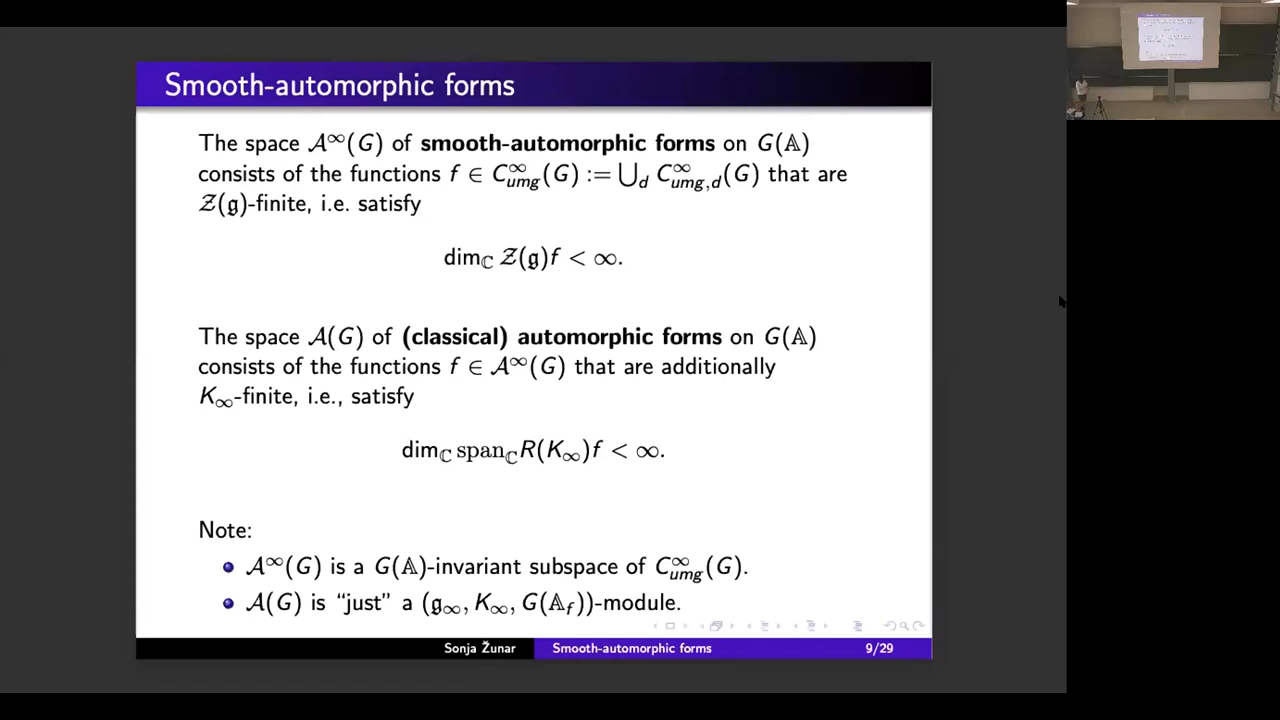 Smooth-automorphic forms
The space 𝒜^∞(G) of smooth-automorphic forms on G(𝔸)
consists of the functions f ∈ C^∞_{umg}(G) := ⋃_d C^∞_{umg,d}(G) that are
𝒵(𝔤)-finite, i.e. satisfy
dim_ℂ 𝒵(𝔤)f < ∞.
The space 𝒜(G) of (classical) automorphic forms on G(𝔸)
consists of the functions f ∈ 𝒜^∞(G) that are additionally
K_∞-finite, i.e., satisfy
dim_ℂ span_ℂ R(K_∞)f < ∞.
Note:
• 𝒜^∞(G) is a G(𝔸)-invariant subspace of C^∞_{umg}(G).
• 𝒜(G) is “just” a (𝔤_∞, K_∞, G(𝔸_f))-module.
Sonja Žunar Smooth-automorphic forms 9/29